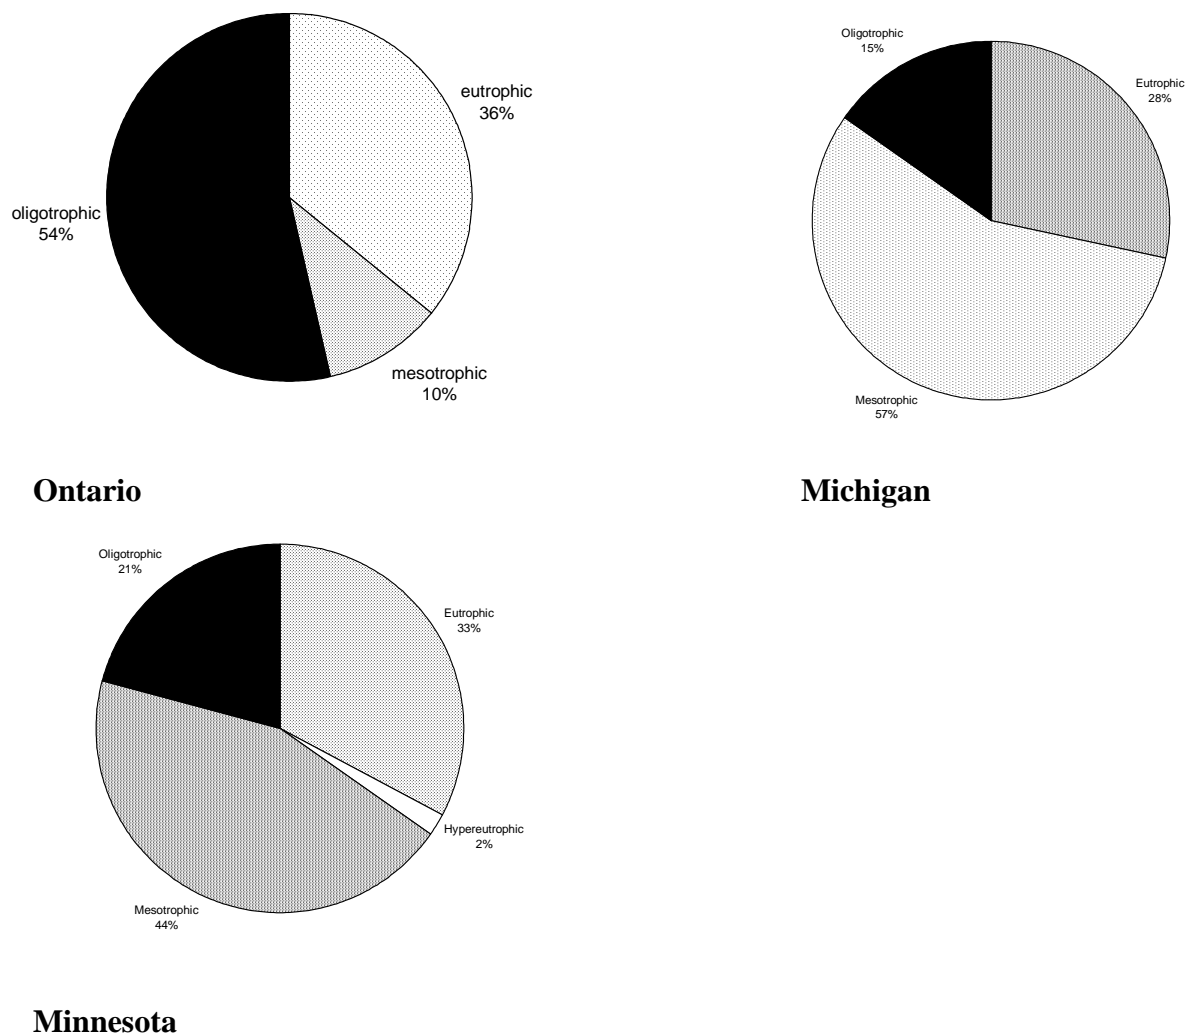 eutrophic
36%
oligotrophic
54%
mesotrophic
10%
Ontario
Oligotrophic
15%
Eutrophic
28%
Mesotrophic
57%
Michigan
Oligotrophic
21%
Eutrophic
33%
Hypereutrophic
2%
Mesotrophic
44%
Minnesota